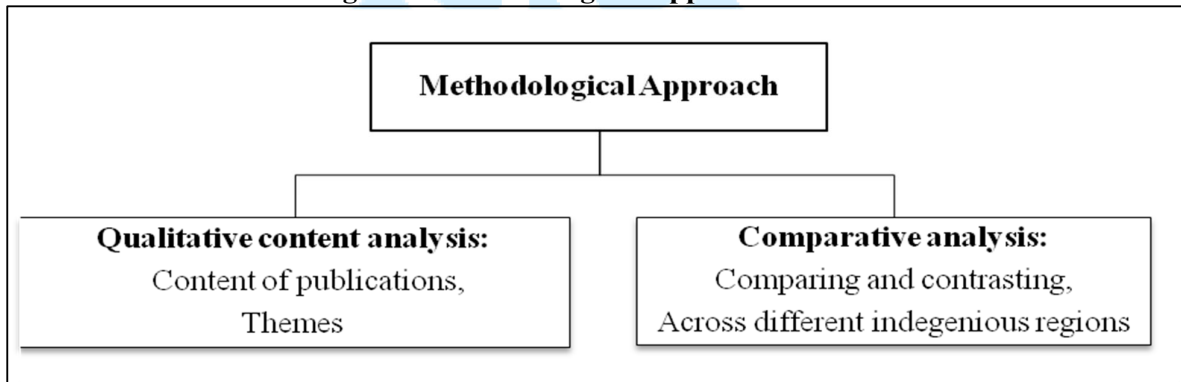 Methodological Approach
Qualitative content analysis:
Content of publications,
Themes
Comparative analysis:
Comparing and contrasting,
Across different indegenious regions